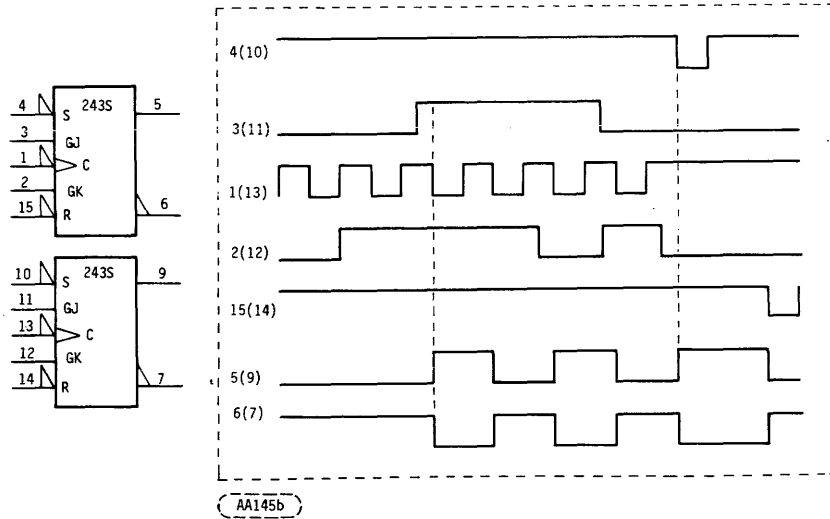 4 S 243S 5
3 GJ
1 C
2 GK
15 R 6
10 S 243S 9
11 GJ
13 C
12 GK
14 R 7
4(10)
3(11)
1(13)
2(12)
15(14)
5(9)
6(7)
AA145b